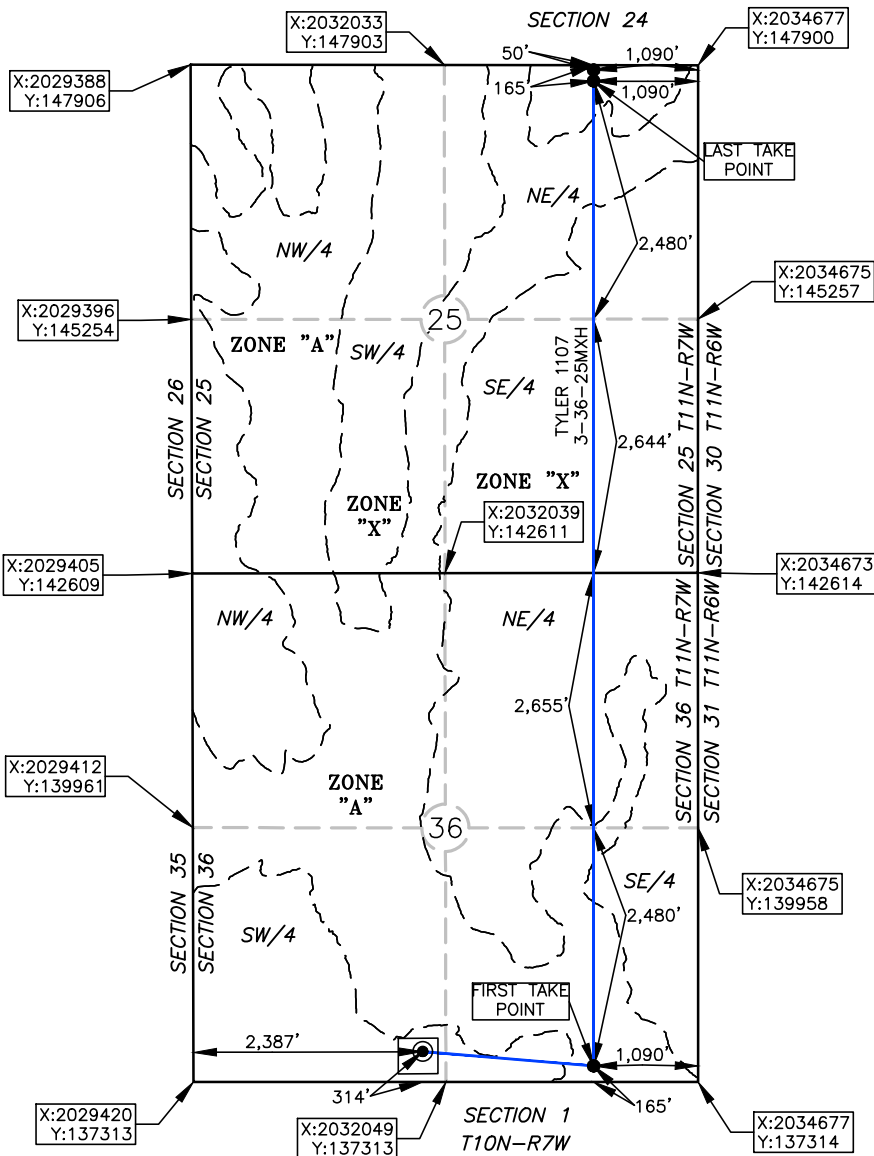 SECTION 24
X:2032033
Y:147903
X:2034677
Y:147900
50'
1,090'
X:2029388
Y:147906
165'
1,090'
LAST TAKE
POINT
NE/4
NW/4
2,480'
X:2034675
Y:145257
X:2029396
Y:145254
25
ZONE "A"
SW/4
SE/4
TYLER 1107
3-36-25MXH
2,644'
SECTION 26
SECTION 25
SECTION 25 T11N-R7W
SECTION 30 T11N-R6W
ZONE "X"
ZONE
"X"
X:2032039
Y:142611
X:2029405
Y:142609
X:2034673
Y:142614
NW/4
NE/4
2,655'
SECTION 36 T11N-R7W
SECTION 31 T11N-R6W
X:2029412
Y:139961
ZONE
"A"
36
X:2034675
Y:139958
SECTION 35
SECTION 36
SE/4
2,480'
SW/4
FIRST TAKE
POINT
2,387'
1,090'
314'
165'
X:2029420
Y:137313
X:2032049
Y:137313
SECTION 1
T10N-R7W
X:2034677
Y:137314